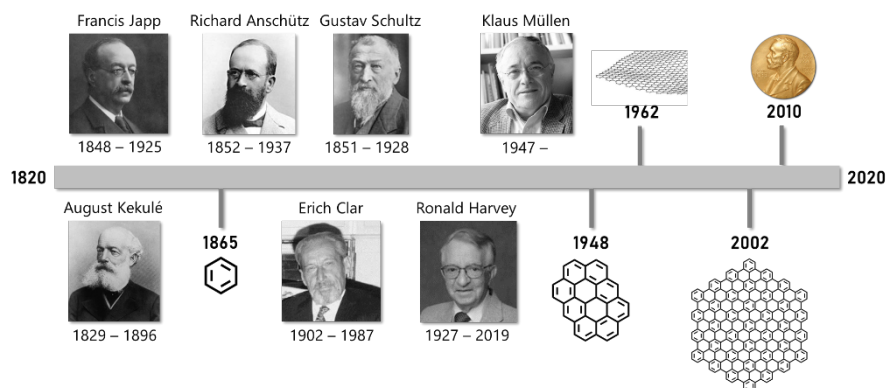 Francis Japp
Richard Anschütz
Gustav Schultz
Klaus Müllen
1848 – 1925
1852 – 1937
1851 – 1928
1947 –
1962
2010
1820
2020
August Kekulé
1865
Erich Clar
Ronald Harvey
1948
2002
1829 – 1896
1902 – 1987
1927 – 2019